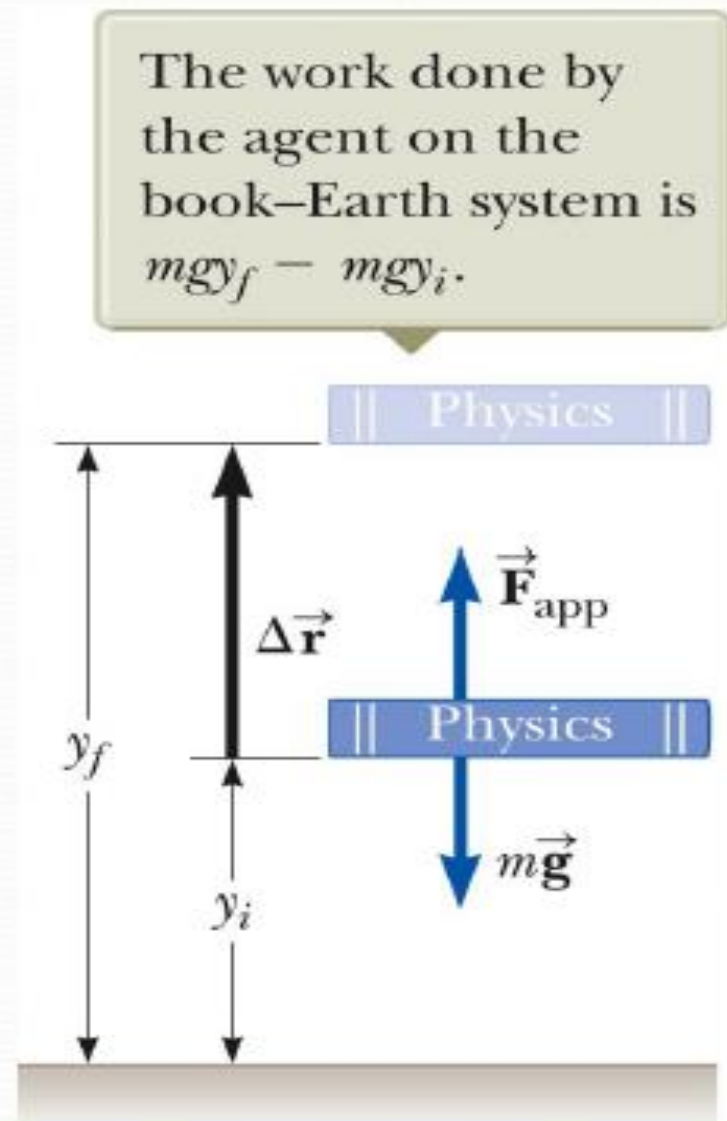 The work done by
the agent on the
book–Earth system is
mgy_f − mgy_i.
Physics
Δr⃗
F⃗_app
Physics
y_f
mg⃗
y_i